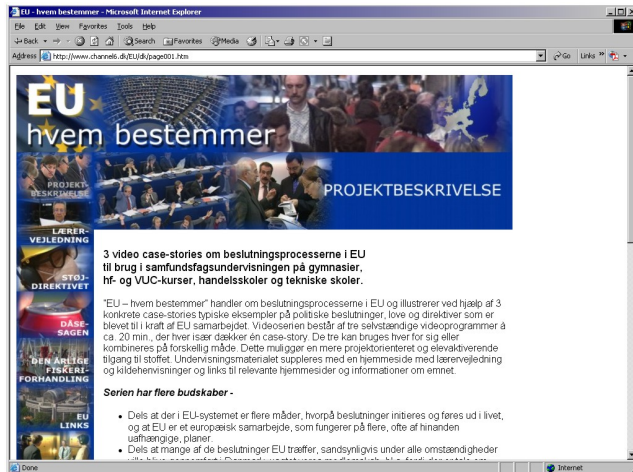 EU - hvem bestemmer - Microsoft Internet Explorer
File Edit View Favorites Tools Help
Back Search Favorites Media
Address http://www.channel6.dk/EU/dk/page001.htm Go Links »
EU
hvem bestemmer
PROJEKT-
BESKRIVELSE
PROJEKTBESKRIVELSE
LÆRER-
VEJLEDNING
STØJ-
DIREKTIVET
DÅSE-
SAGEN
DEN ÅRLIGE
FISKERI-
FORHANDLING
EU
LINKS
3 video case-stories om beslutningsprocesserne i EU
til brug i samfundsfagsundervisningen på gymnasier,
hf- og VUC-kurser, handelsskoler og tekniske skoler.
"EU – hvem bestemmer" handler om beslutningsprocesserne i EU og illustrerer ved hjælp af 3
konkrete case-stories typiske eksempler på politiske beslutninger, love og direktiver som er
blevet til i kraft af EU samarbejdet. Videoserien består af tre selvstændige videoprogrammer á
ca. 20 min., der hver især dækker én case-story. De tre kan bruges hver for sig eller
kombineres på forskellig måde. Dette muliggør en mere projektorienteret og elevaktiverende
tilgang til stoffet. Undervisningsmaterialet suppleres med en hjemmeside med lærervejledning
og kildehenvisninger og links til relevante hjemmesider og informationer om emnet.
Serien har flere budskaber -
• Dels at der i EU-systemet er flere måder, hvorpå beslutninger initieres og føres ud i livet,
og at EU er et europæisk samarbejde, som fungerer på flere, ofte af hinanden
uafhængige, planer.
• Dels at mange af de beslutninger EU træffer, sandsynligvis under alle omstændigheder
Done Internet